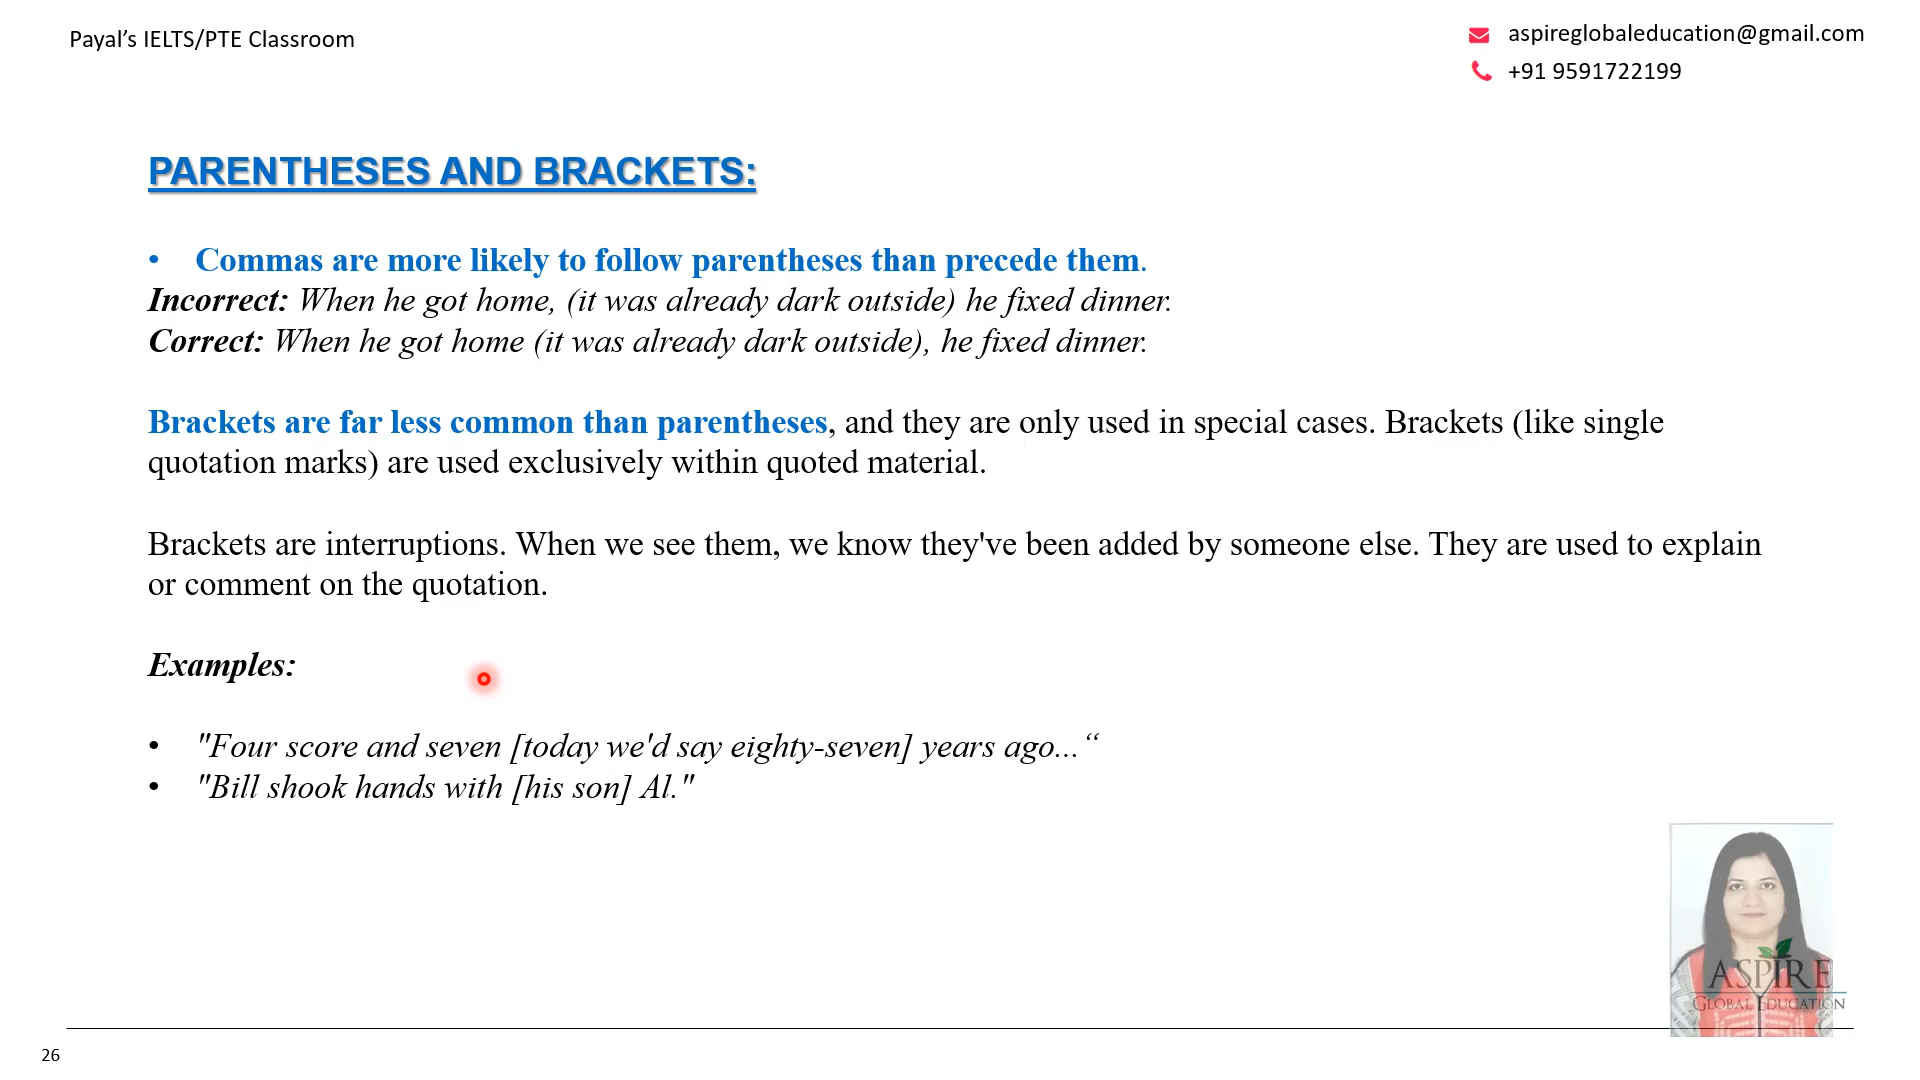 Payal’s IELTS/PTE Classroom
aspireglobaleducation@gmail.com
+91 9591722199
PARENTHESES AND BRACKETS:
• Commas are more likely to follow parentheses than precede them.
Incorrect: When he got home, (it was already dark outside) he fixed dinner.
Correct: When he got home (it was already dark outside), he fixed dinner.
Brackets are far less common than parentheses, and they are only used in special cases. Brackets (like single
quotation marks) are used exclusively within quoted material.
Brackets are interruptions. When we see them, we know they've been added by someone else. They are used to explain
or comment on the quotation.
Examples:
• "Four score and seven [today we'd say eighty-seven] years ago...“
• "Bill shook hands with [his son] Al."
ASPIRE
GLOBAL EDUCATION
26